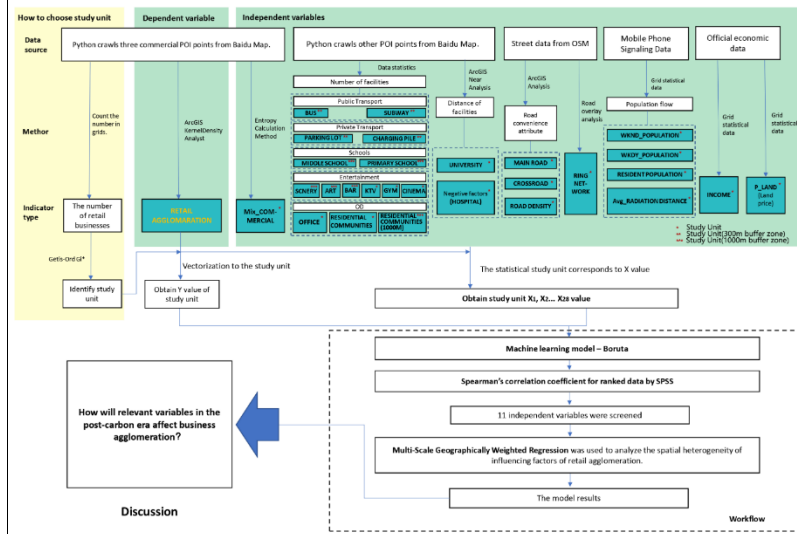 How to choose study unit
Dependent variable
Independent variables
Data
source
Python crawls three commercial POI points from Baidu Map.
Python crawls other POI points from Baidu Map.
Street data from OSM
Mobile Phone
Signaling Data
Official economic
data
Method
Count the
number in
grids.
ArcGIS
KernelDensity
Analyst
Entropy
Calculation
Method
Data statistics
Number of facilities
Public Transport
BUS
SUBWAY
Private Transport
PARKING LOT
CHARGING PILE
Schools
MIDDLE SCHOOL
PRIMARY SCHOOL
Entertainment
SCNERY
ART
BAR
KTV
GYM
CINEMA
OD
OFFICE
RESIDENTIAL
COMMUNITIES
RESIDENTIAL
COMMUNITIES
(1000M)
ArcGIS
Near
Analysis
Distance of
facilities
UNIVERSITY
Negative factors
(HOSPITAL)
ArcGIS
Analysis
Road
convenience
attribute
MAIN ROAD
CROSSROAD
ROAD DENSITY
Road
overlay
analysis
RING
NET-
WORK
Grid statistical
data
Population flow
WKND_POPULATION
WKDY_POPULATION
RESIDENT POPULATION
Avg_RADIATION DISTANCE
Grid
statistical
data
INCOME
Grid
statistical
data
P_LAND
(Land
price)
Indicator
type
The number
of retail
businesses
RETAIL
AGGLOMARATION
Mix_COM-
MERCIAL
* Study Unit
** Study Unit(300m buffer zone)
*** Study Unit(1000m buffer zone)
Getis-Ord Gi*
Vectorization to the study unit
The statistical study unit corresponds to X value
Identify study
unit
Obtain Y value of
study unit
Obtain study unit X1, X2... X28 value
Machine learning model – Boruta
Spearman's correlation coefficient for ranked data by SPSS
11 independent variables were screened
Multi-Scale Geographically Weighted Regression was used to analyze the spatial heterogeneity of
influencing factors of retail agglomeration.
The model results
Workflow
How will relevant variables in the
post-carbon era affect business
agglomeration?
Discussion